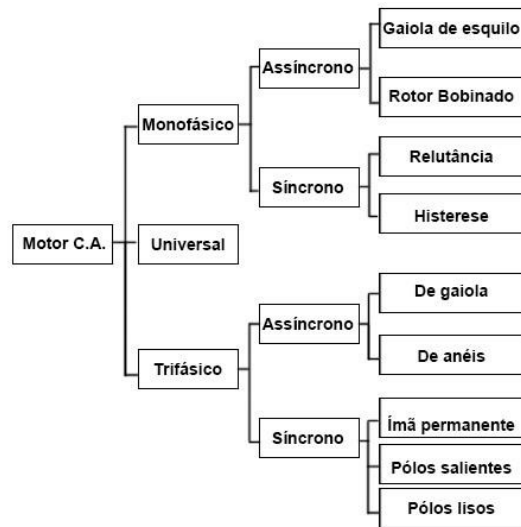 Gaiola de esquilo
Assíncrono
Rotor Bobinado
Monofásico
Relutância
Síncrono
Histerese
Motor C.A.
Universal
De gaiola
Assíncrono
De anéis
Trifásico
Ímã permanente
Síncrono
Pólos salientes
Pólos lisos